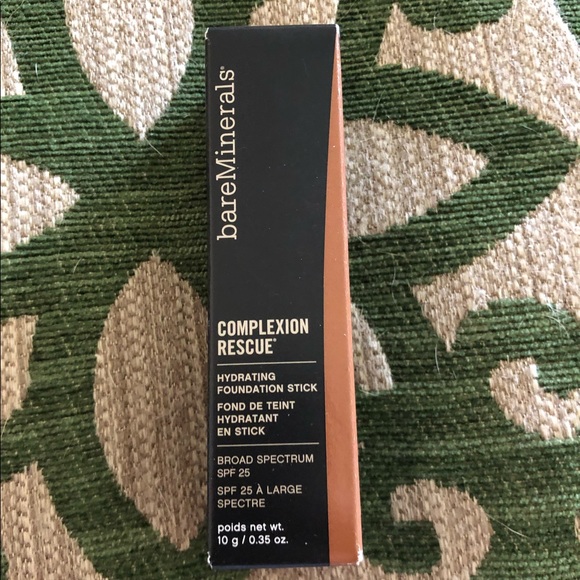 bareMinerals®
COMPLEXION
RESCUE®
HYDRATING
FOUNDATION STICK
FOND DE TEINT
HYDRATANT
EN STICK
BROAD SPECTRUM
SPF 25
SPF 25 À LARGE
SPECTRE
poids net wt.
10 g / 0.35 oz.